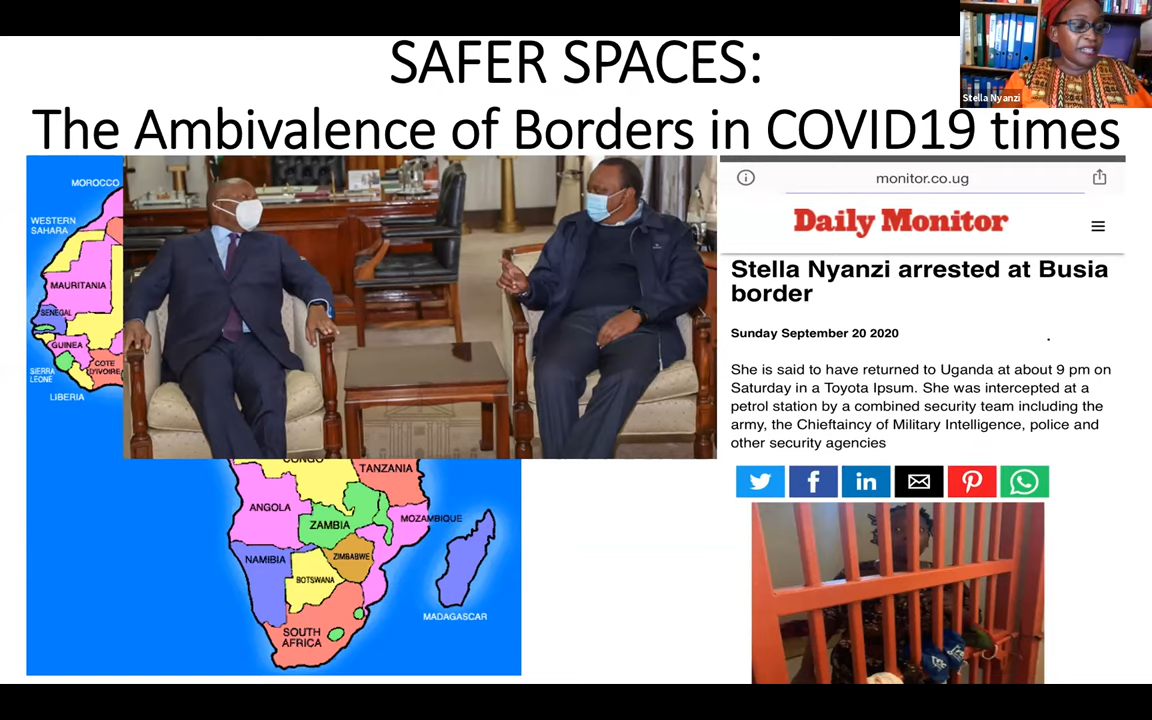 SAFER SPACES:
The Ambivalence of Borders in COVID19 times
Stella Nyanzi
MOROCCO
WESTERN
SAHARA
MAURITANIA
SENEGAL
GUINEA
SIERRA
LEONE
COTE
D'IVOIRE
LIBERIA
CONGO
TANZANIA
ANGOLA
ZAMBIA
MOZAMBIQUE
NAMIBIA
ZIMBABWE
BOTSWANA
MADAGASCAR
SOUTH
AFRICA
monitor.co.ug
Daily Monitor
Stella Nyanzi arrested at Busia
border
Sunday September 20 2020
She is said to have returned to Uganda at about 9 pm on
Saturday in a Toyota Ipsum. She was intercepted at a
petrol station by a combined security team including the
army, the Chieftaincy of Military Intelligence, police and
other security agencies